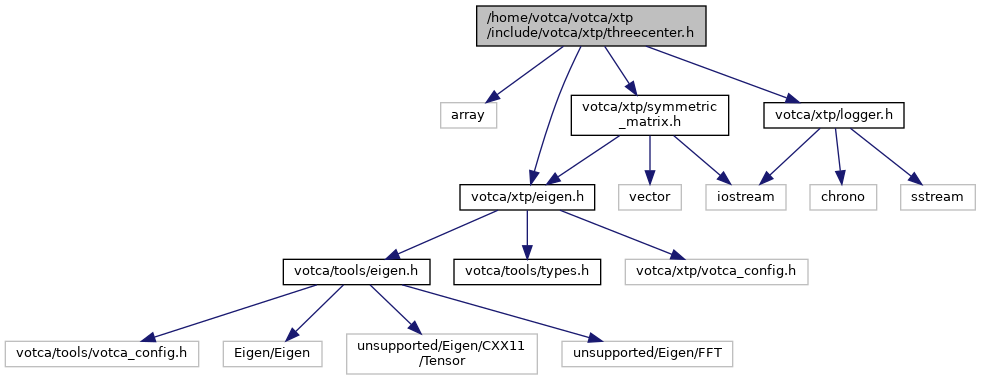 /home/votca/votca/xtp
/include/votca/xtp/threecenter.h
array
votca/xtp/symmetric
_matrix.h
votca/xtp/logger.h
votca/xtp/eigen.h
vector
iostream
chrono
sstream
votca/tools/eigen.h
votca/tools/types.h
votca/xtp/votca_config.h
votca/tools/votca_config.h
Eigen/Eigen
unsupported/Eigen/CXX11
/Tensor
unsupported/Eigen/FFT